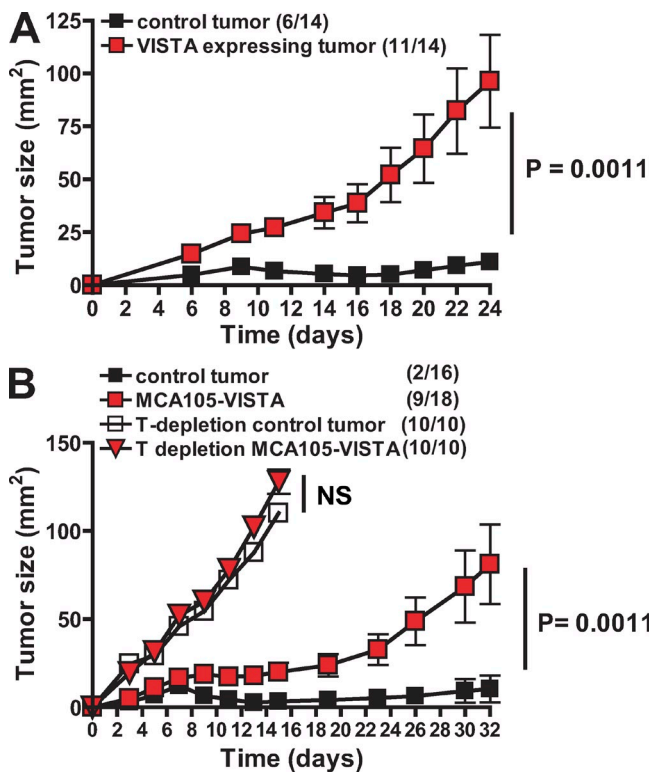 A
control tumor (6/14)
VISTA expressing tumor (11/14)
125
100
75
50
25
0
Tumor size (mm2)
P = 0.0011
0 2 4 6 8 10 12 14 16 18 20 22 24
Time (days)
B
control tumor (2/16)
MCA105-VISTA (9/18)
T-depletion control tumor (10/10)
T depletion MCA105-VISTA (10/10)
150
100
50
0
Tumor size (mm2)
NS
P= 0.0011
0 2 4 6 8 10 12 14 16 18 20 22 24 26 28 30 32
Time (days)